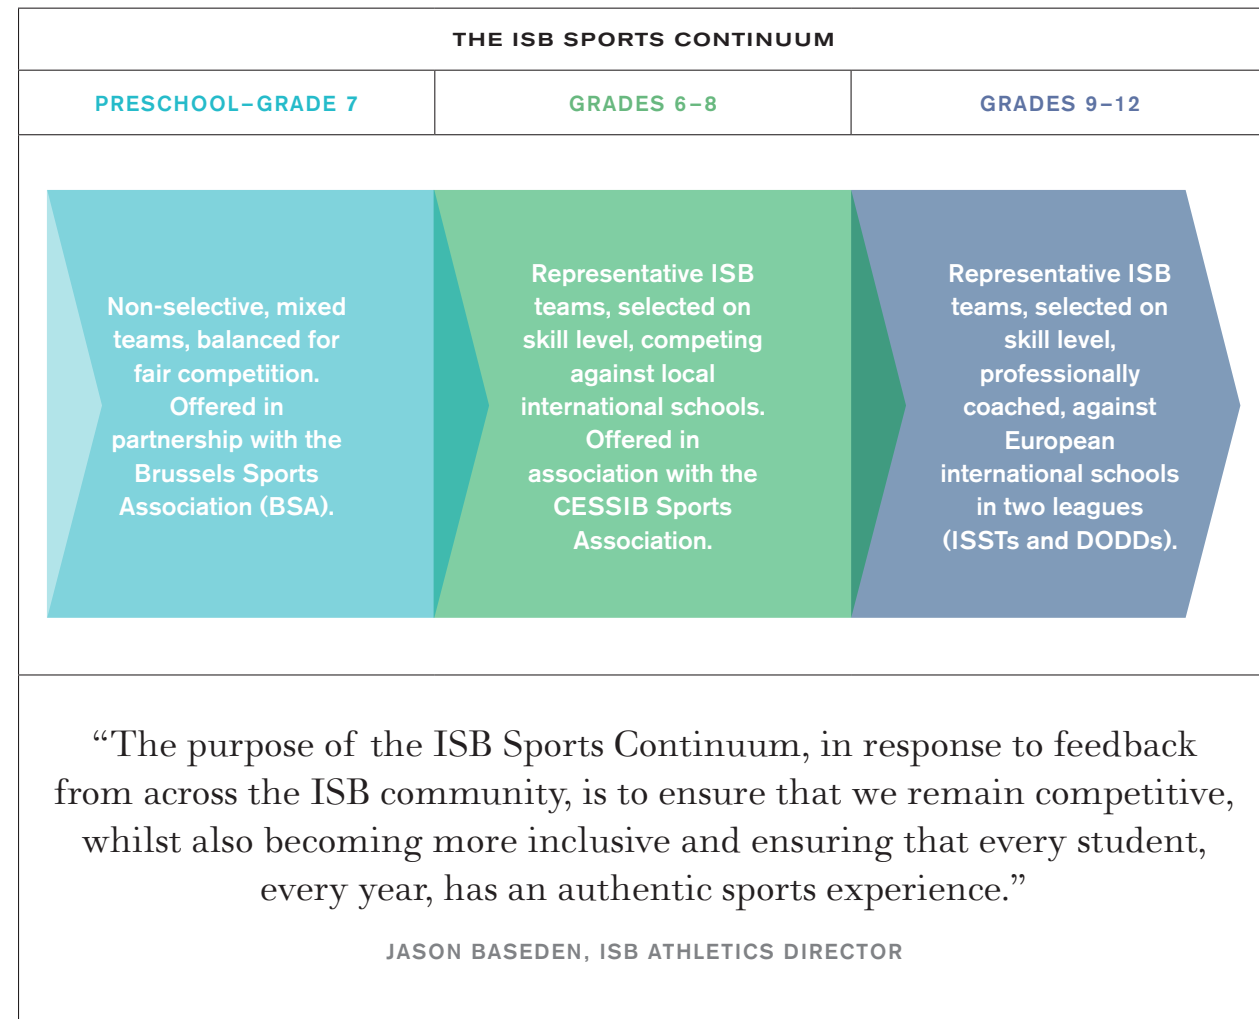 THE ISB SPORTS CONTINUUM
PRESCHOOL–GRADE 7
GRADES 6–8
GRADES 9–12
Non-selective, mixed
teams, balanced for
fair competition.
Offered in
partnership with the
Brussels Sports
Association (BSA).
Representative ISB
teams, selected on
skill level, competing
against local
international schools.
Offered in
association with the
CESSIB Sports
Association.
Representative ISB
teams, selected on
skill level,
professionally
coached, against
European
international schools
in two leagues
(ISSTs and DODDs).
“The purpose of the ISB Sports Continuum, in response to feedback
from across the ISB community, is to ensure that we remain competitive,
whilst also becoming more inclusive and ensuring that every student,
every year, has an authentic sports experience.”
JASON BASEDEN, ISB ATHLETICS DIRECTOR